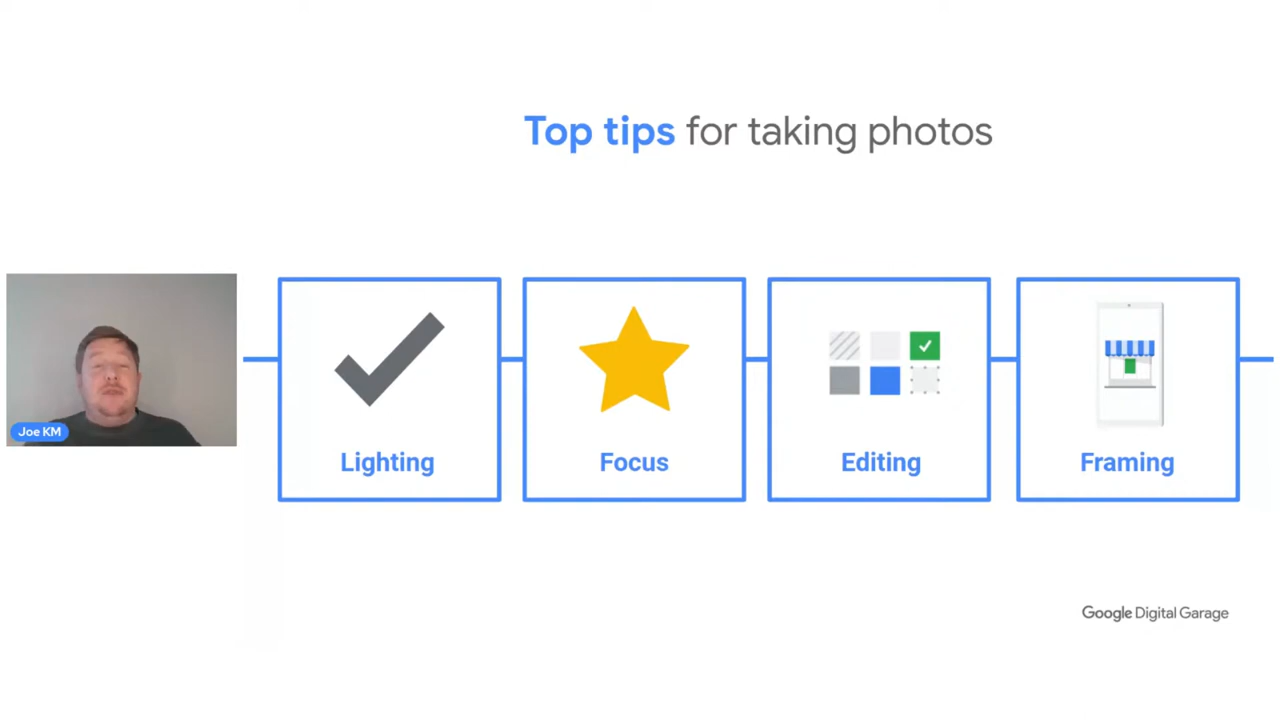 Top tips for taking photos
Joe KM
Lighting
Focus
Editing
Framing
Google Digital Garage